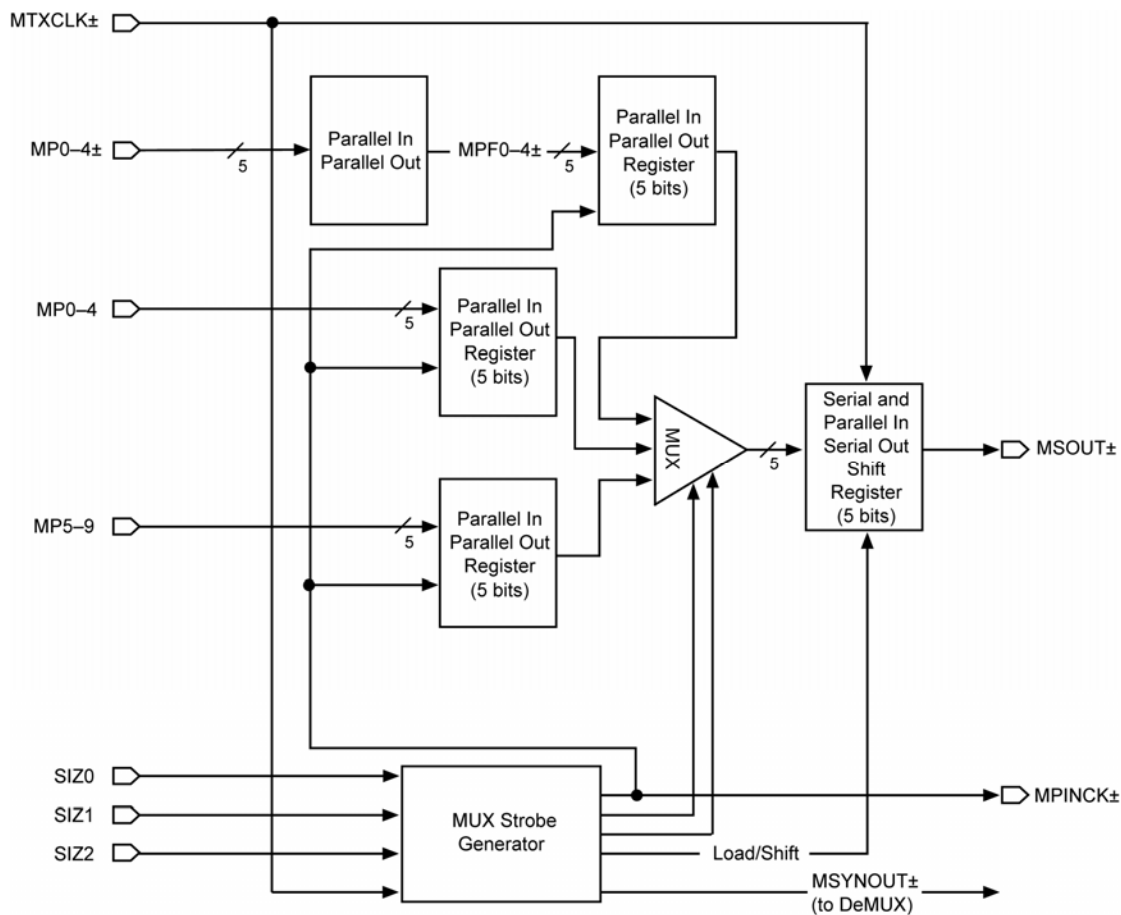 MTXCLK±
MP0–4±
5
Parallel In
Parallel Out
MPF0–4±
5
Parallel In
Parallel Out
Register
(5 bits)
MP0–4
5
Parallel In
Parallel Out
Register
(5 bits)
MUX
5
Serial and
Parallel In
Serial Out
Shift
Register
(5 bits)
MSOUT±
MP5–9
5
Parallel In
Parallel Out
Register
(5 bits)
SIZ0
SIZ1
SIZ2
MUX Strobe
Generator
MPINCK±
Load/Shift
MSYNOUT±
(to DeMUX)